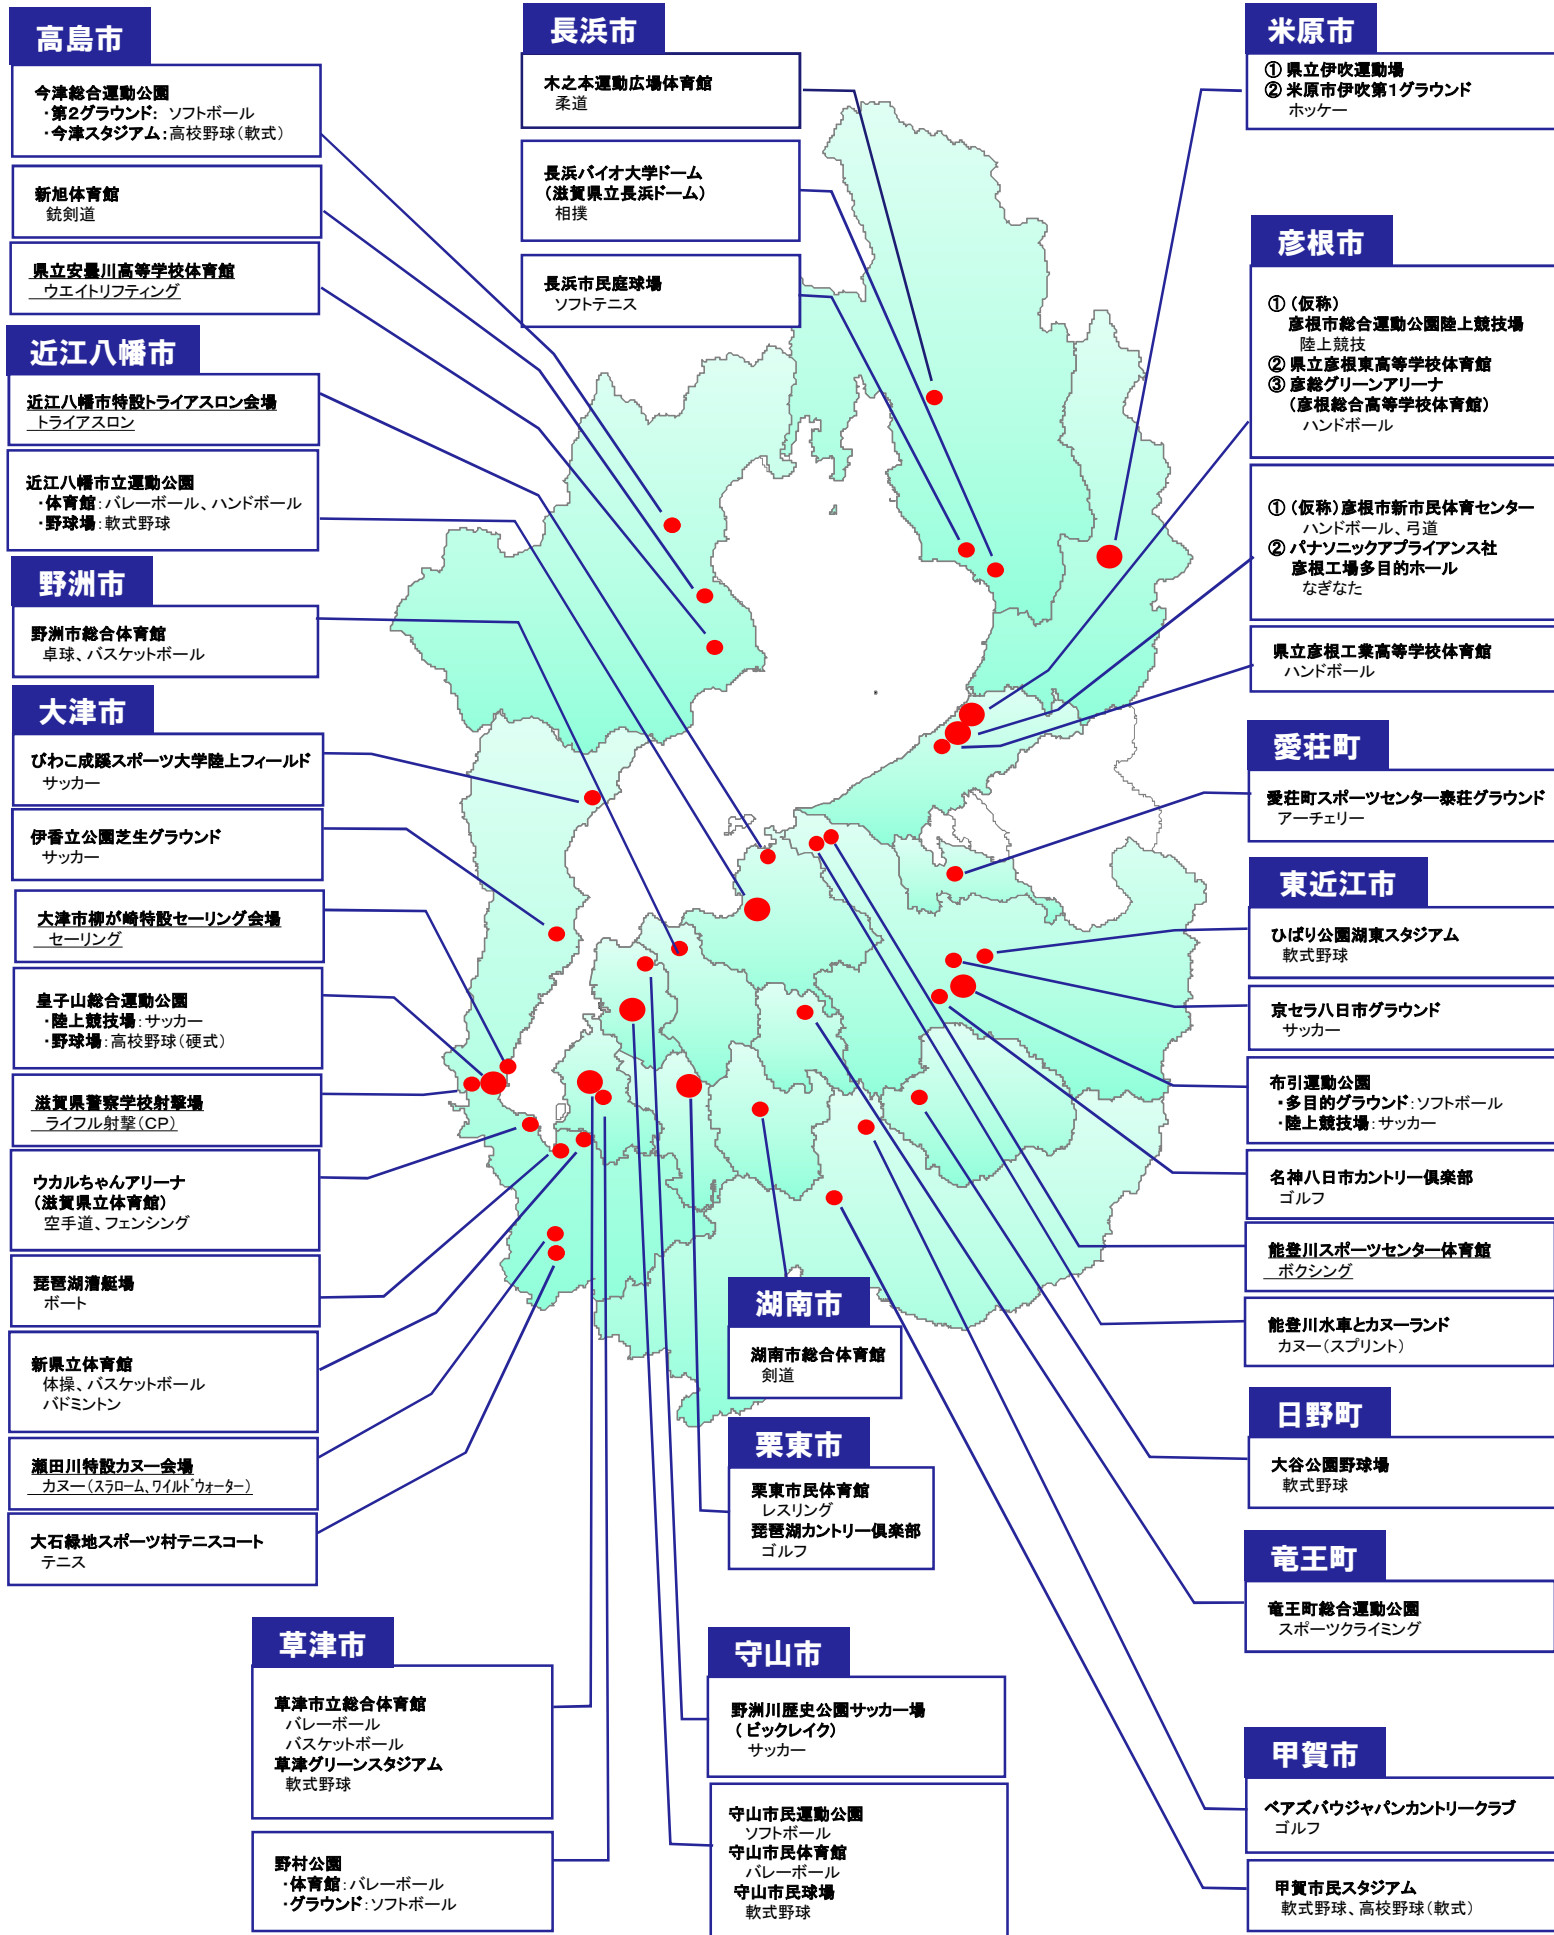 高島市
今津総合運動公園
・第2グラウンド: ソフトボール
・今津スタジアム:高校野球(軟式)
新旭体育館
銃剣道
県立安曇川高等学校体育館
ウエイトリフティング
近江八幡市
近江八幡市特設トライアスロン会場
トライアスロン
近江八幡市立運動公園
・体育館:バレーボール、ハンドボール
・野球場:軟式野球
野洲市
野洲市総合体育館
卓球、バスケットボール
大津市
びわこ成蹊スポーツ大学陸上フィールド
サッカー
伊香立公園芝生グラウンド
サッカー
大津市柳が崎特設セーリング会場
セーリング
皇子山総合運動公園
・陸上競技場:サッカー
・野球場:高校野球(硬式)
滋賀県警察学校射撃場
ライフル射撃(CP)
ウカルちゃんアリーナ
(滋賀県立体育館)
空手道、フェンシング
琵琶湖漕艇場
ボート
新県立体育館
体操、バスケットボール
バドミントン
瀬田川特設カヌー会場
カヌー(スラローム、ワイルドウォーター)
大石緑地スポーツ村テニスコート
テニス
長浜市
木之本運動広場体育館
柔道
長浜バイオ大学ドーム
(滋賀県立長浜ドーム)
相撲
長浜市民庭球場
ソフトテニス
米原市
① 県立伊吹運動場
② 米原市伊吹第1グラウンド
ホッケー
彦根市
① (仮称)
彦根市総合運動公園陸上競技場
陸上競技
② 県立彦根東高等学校体育館
③ 彦総グリーンアリーナ
(彦根総合高等学校体育館)
ハンドボール
① (仮称)彦根市新市民体育センター
ハンドボール、弓道
② パナソニックアプライアンス社
彦根工場多目的ホール
なぎなた
県立彦根工業高等学校体育館
ハンドボール
愛荘町
愛荘町スポーツセンター秦荘グラウンド
アーチェリー
東近江市
ひばり公園湖東スタジアム
軟式野球
京セラ八日市グラウンド
サッカー
布引運動公園
・多目的グラウンド:ソフトボール
・陸上競技場:サッカー
名神八日市カントリー倶楽部
ゴルフ
能登川スポーツセンター体育館
ボクシング
能登川水車とカヌーランド
カヌー(スプリント)
日野町
大谷公園野球場
軟式野球
竜王町
竜王町総合運動公園
スポーツクライミング
甲賀市
ベアズパウジャパンカントリークラブ
ゴルフ
甲賀市民スタジアム
軟式野球、高校野球(軟式)
湖南市
湖南市総合体育館
剣道
栗東市
栗東市民体育館
レスリング
琵琶湖カントリー倶楽部
ゴルフ
草津市
草津市立総合体育館
バレーボール
バスケットボール
草津グリーンスタジアム
軟式野球
野村公園
・体育館:バレーボール
・グラウンド:ソフトボール
守山市
野洲川歴史公園サッカー場
(ビックレイク)
サッカー
守山市民運動公園
ソフトボール
守山市民体育館
バレーボール
守山市民球場
軟式野球